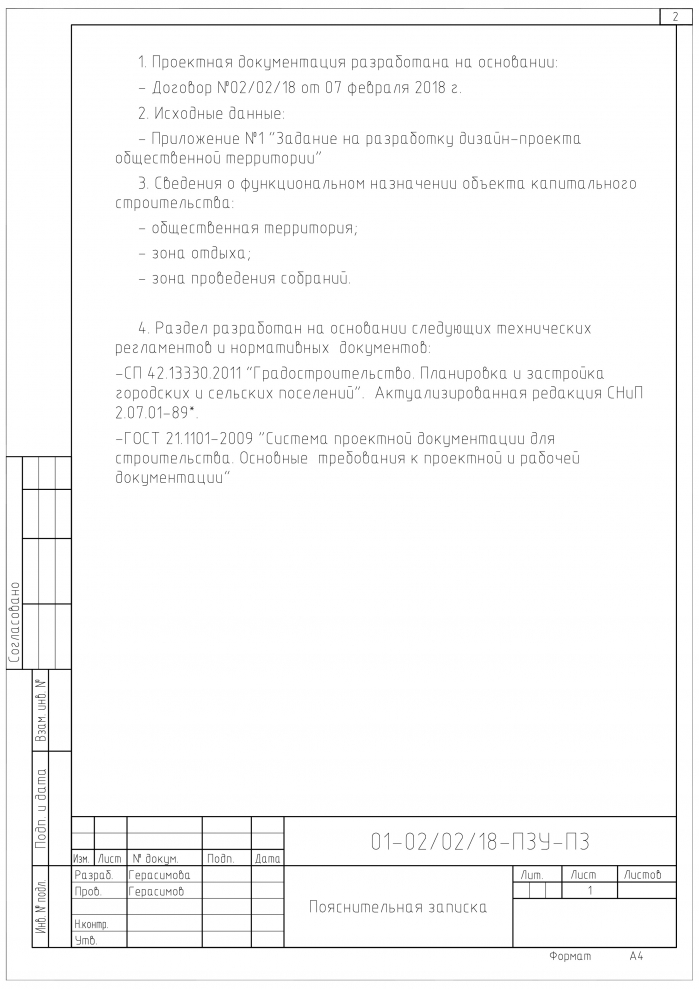 2
1. Проектная документация разработана на основании:
- Договор №02/02/18 от 07 февраля 2018 г.
2. Исходные данные:
- Приложение №1 "Задание на разработку дизайн-проекта
общественной территории"
3. Сведения о функциональном назначении объекта капитального
строительства:
- общественная территория;
- зона отдыха;
- зона проведения собраний.
4. Раздел разработан на основании следующих технических
регламентов и нормативных документов:
-СП 42.13330.2011 "Градостроительство. Планировка и застройка
городских и сельских поселений". Актуализированная редакция СНиП
2.07.01-89*.
-ГОСТ 21.1101-2009 "Система проектной документации для
строительства. Основные требования к проектной и рабочей
документации"
Согласовано
Взам инв №
Подп. и дата
Инв. № подл.
01-02/02/18-ПЗУ-ПЗ
Изм. Лист № докум. Подп. Дата
Разраб. Герасимова
Пров. Герасимов
Н.контр.
Утв.
Пояснительная записка
Лит. Лист Листов
1
Формат А4